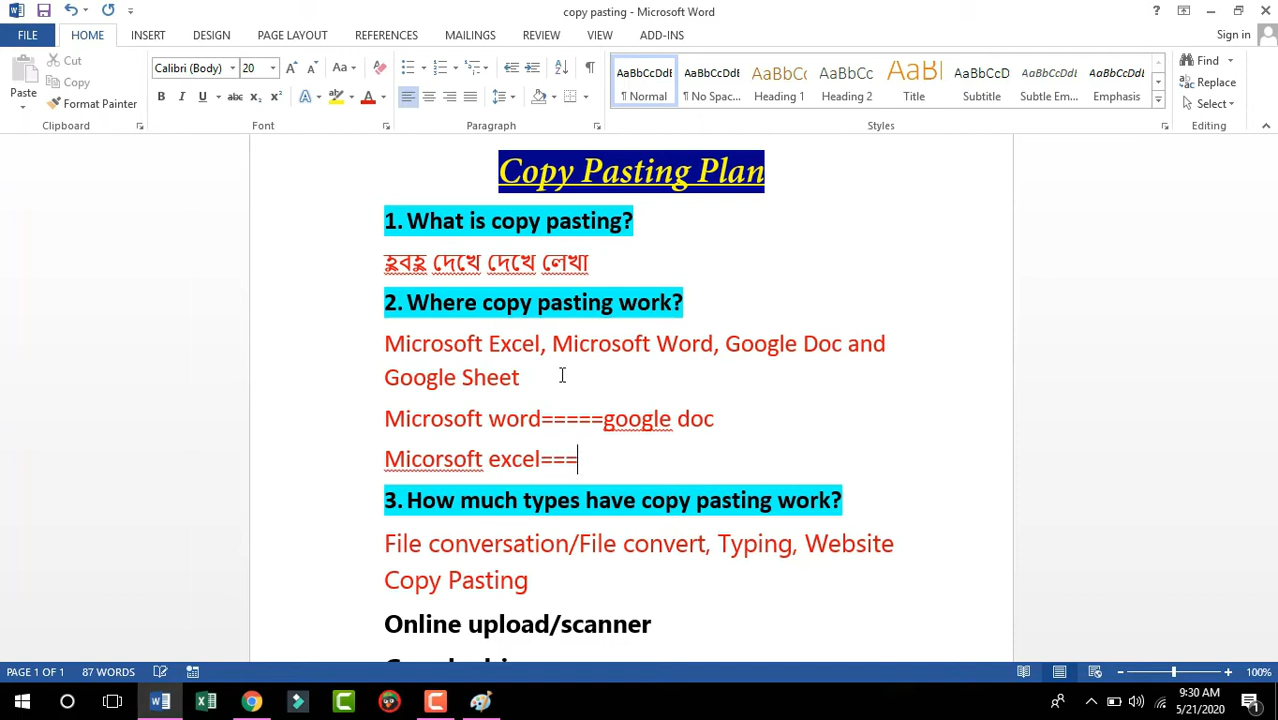 copy pasting - Microsoft Word
FILE HOME INSERT DESIGN PAGE LAYOUT REFERENCES MAILINGS REVIEW VIEW ADD-INS Sign in
Paste
Cut
Copy
Format Painter
Clipboard
Calibri (Body) 20
Font
Paragraph
AaBbCcDdE AaBbCcDdE AaBbCc AaBbCcC AaBl AaBbCcD AaBbCcDdE AaBbCcDdE
¶ Normal ¶ No Spac... Heading 1 Heading 2 Title Subtitle Subtle Em... Emphasis
Styles
Find
Replace
Select
Editing
Copy Pasting Plan
1. What is copy pasting?
হুবহু দেখে দেখে লেখা
2. Where copy pasting work?
Microsoft Excel, Microsoft Word, Google Doc and
Google Sheet
Microsoft word=====google doc
Micorsoft excel===
3. How much types have copy pasting work?
File conversation/File convert, Typing, Website
Copy Pasting
Online upload/scanner
PAGE 1 OF 1 87 WORDS 100%
9:30 AM
5/21/2020